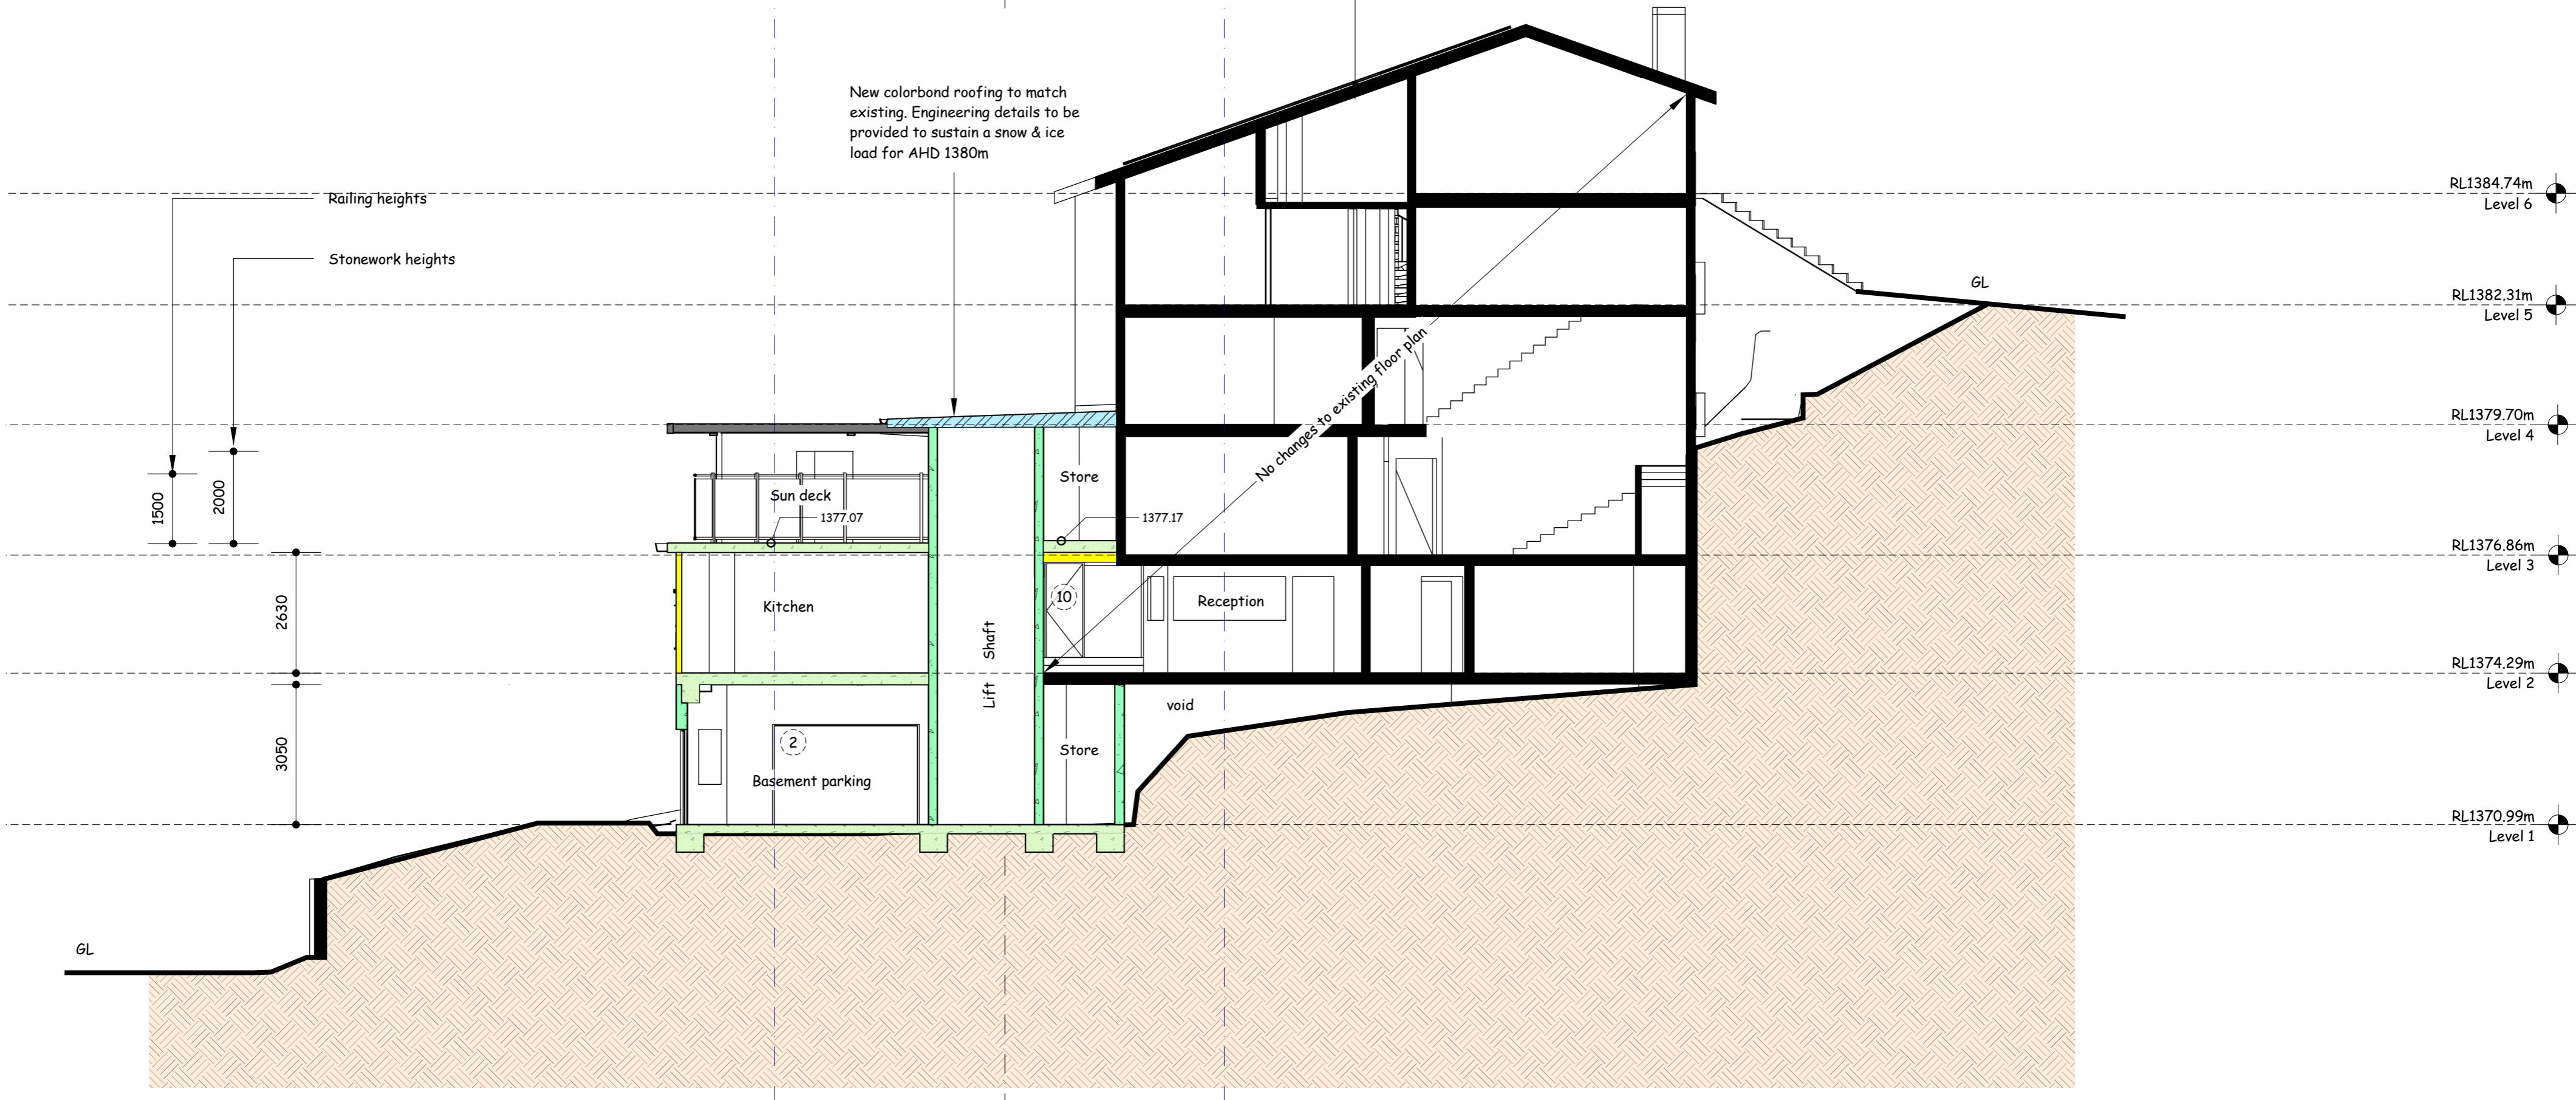 New colorbond roofing to match
existing. Engineering details to be
provided to sustain a snow & ice
load for AHD 1380m
RL1384.74m
Level 6
Railing heights
Stonework heights
GL
RL1382.31m
Level 5
No changes to existing floor plan
RL1379.70m
Level 4
Store
1500
2000
Sun deck
1377.07
1377.17
RL1376.86m
Level 3
2630
Kitchen
10
Reception
Lift Shaft
RL1374.29m
Level 2
void
3050
2
Store
Basement parking
RL1370.99m
Level 1
GL